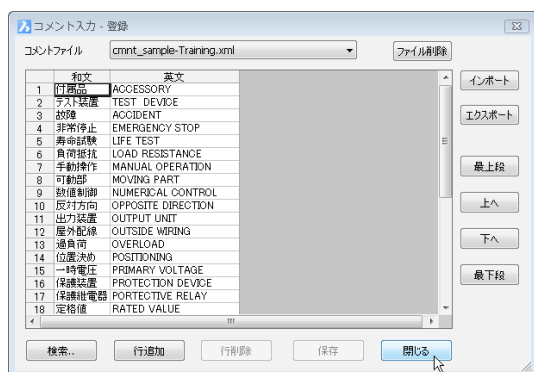 コメント入力 - 登録
コメントファイル cmnt_sample-Training.xml ファイル削除
和文 英文
1 付属品 ACCESSORY
2 テスト装置 TEST DEVICE
3 故障 ACCIDENT
4 非常停止 EMERGENCY STOP
5 寿命試験 LIFE TEST
6 負荷抵抗 LOAD RESISTANCE
7 手動操作 MANUAL OPERATION
8 可動部 MOVING PART
9 数値制御 NUMERICAL CONTROL
10 反対方向 OPPOSITE DIRECTION
11 出力装置 OUTPUT UNIT
12 屋外配線 OUTSIDE WIRING
13 過負荷 OVERLOAD
14 位置決め POSITIONING
15 一時電圧 PRIMARY VOLTAGE
16 保護装置 PROTECTION DEVICE
17 保護継電器 PORTECTIVE RELAY
18 定格値 RATED VALUE
インポート
エクスポート
最上段
上へ
下へ
最下段
検索.. 行追加 行削除 保存 閉じる